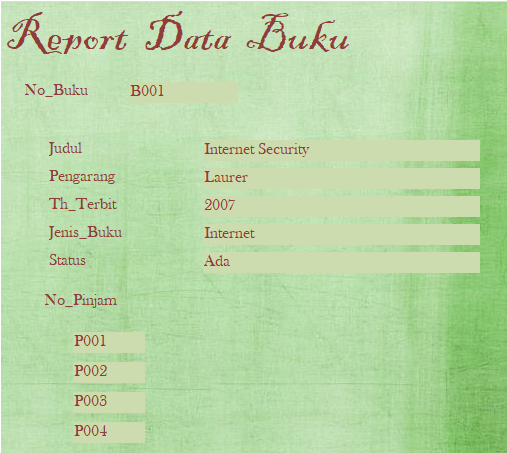 Report Data Buku
No_Buku B001
Judul Internet Security
Pengarang Laurer
Th_Terbit 2007
Jenis_Buku Internet
Status Ada
No_Pinjam
P001
P002
P003
P004